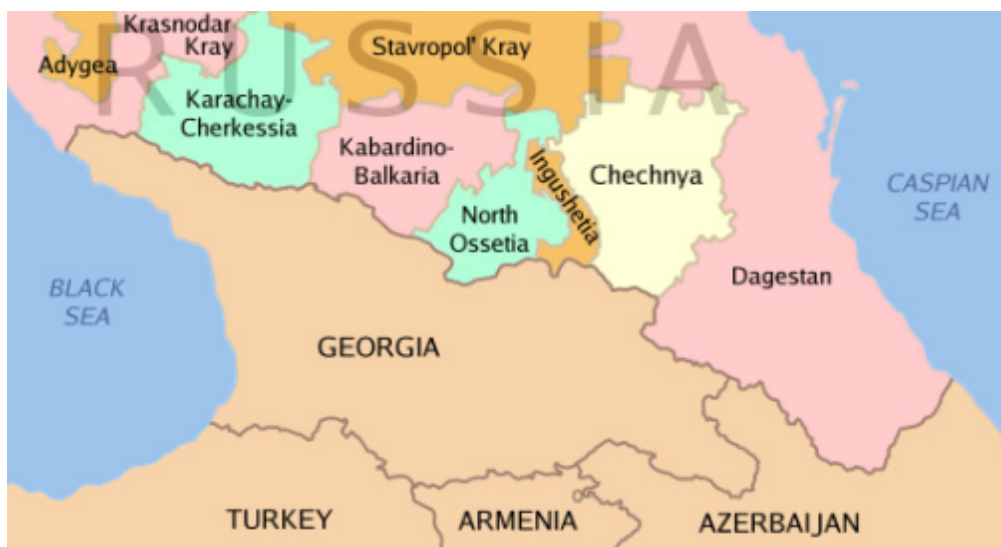 RUSSIA
Krasnodar
Kray
Stavropol' Kray
Adygea
Karachay-
Cherkessia
Kabardino-
Balkaria
Ingushetia
Chechnya
CASPIAN
SEA
North
Ossetia
Dagestan
BLACK
SEA
GEORGIA
TURKEY
ARMENIA
AZERBAIJAN